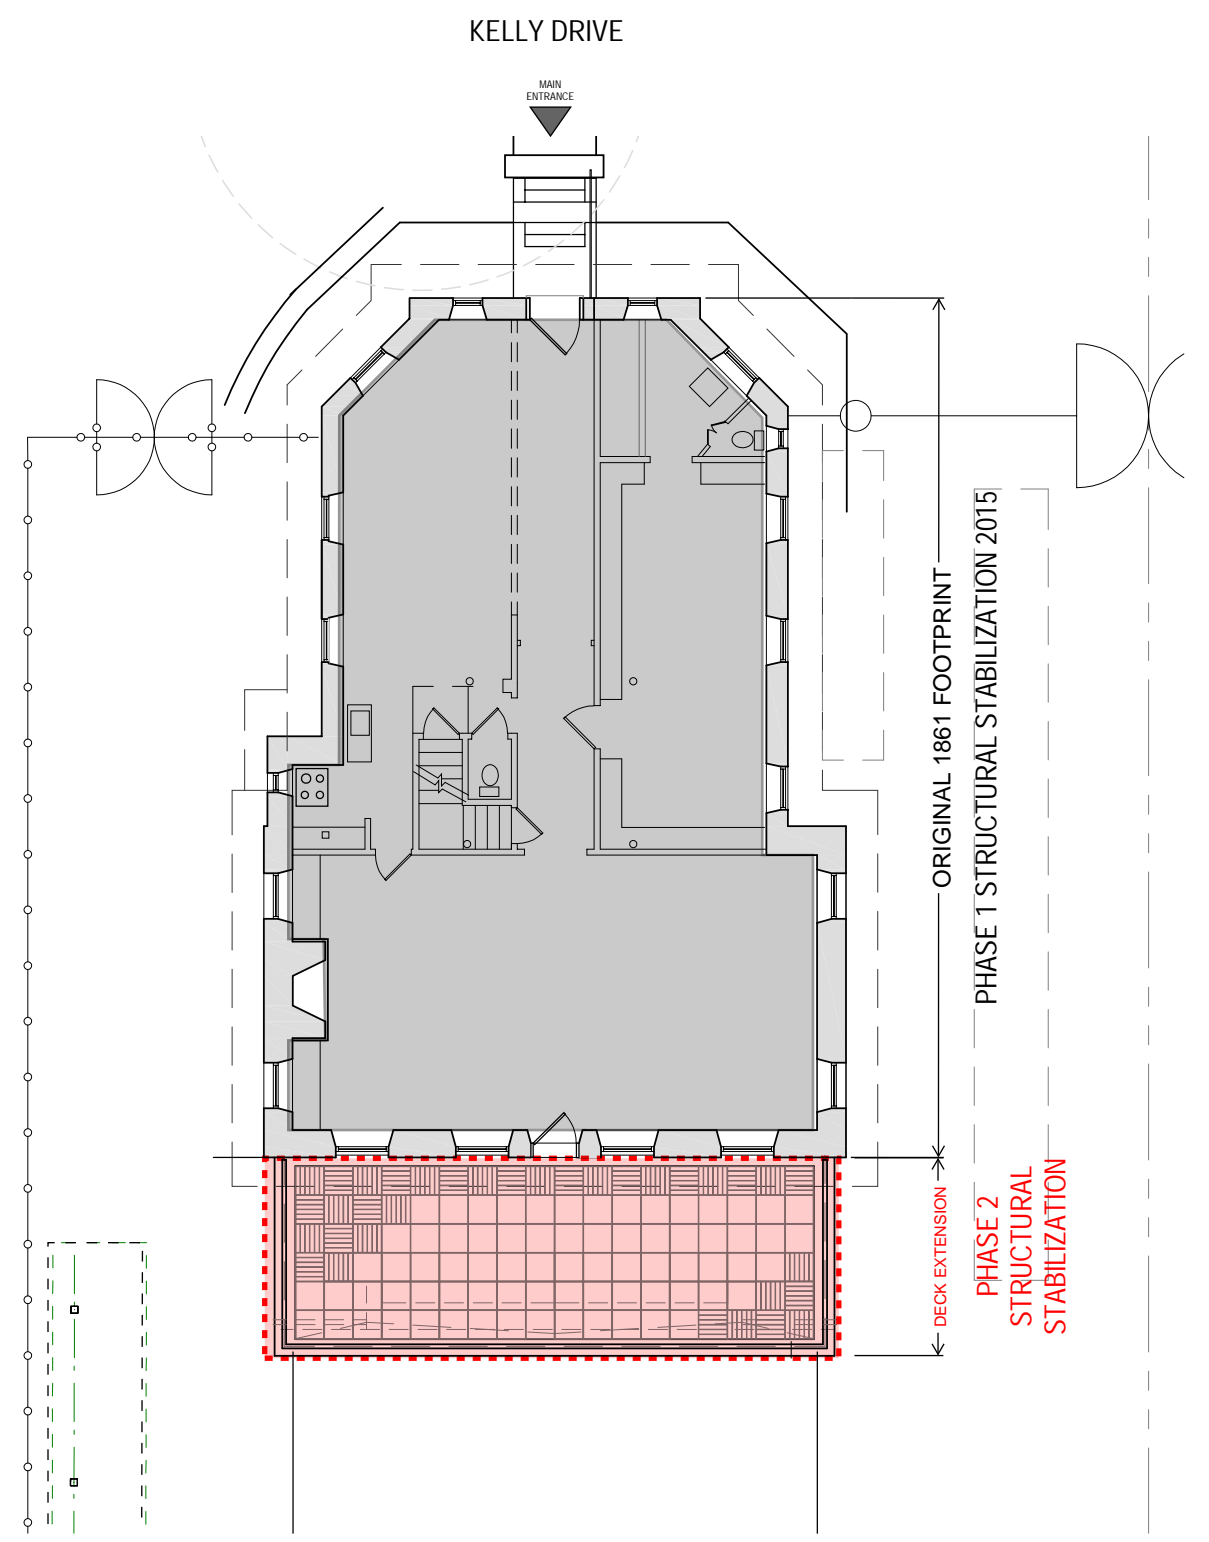 KELLY DRIVE
MAIN
ENTRANCE
ORIGINAL 1861 FOOTPRINT
PHASE 1 STRUCTURAL STABILIZATION 2015
DECK EXTENSION
PHASE 2
STRUCTURAL
STABILIZATION